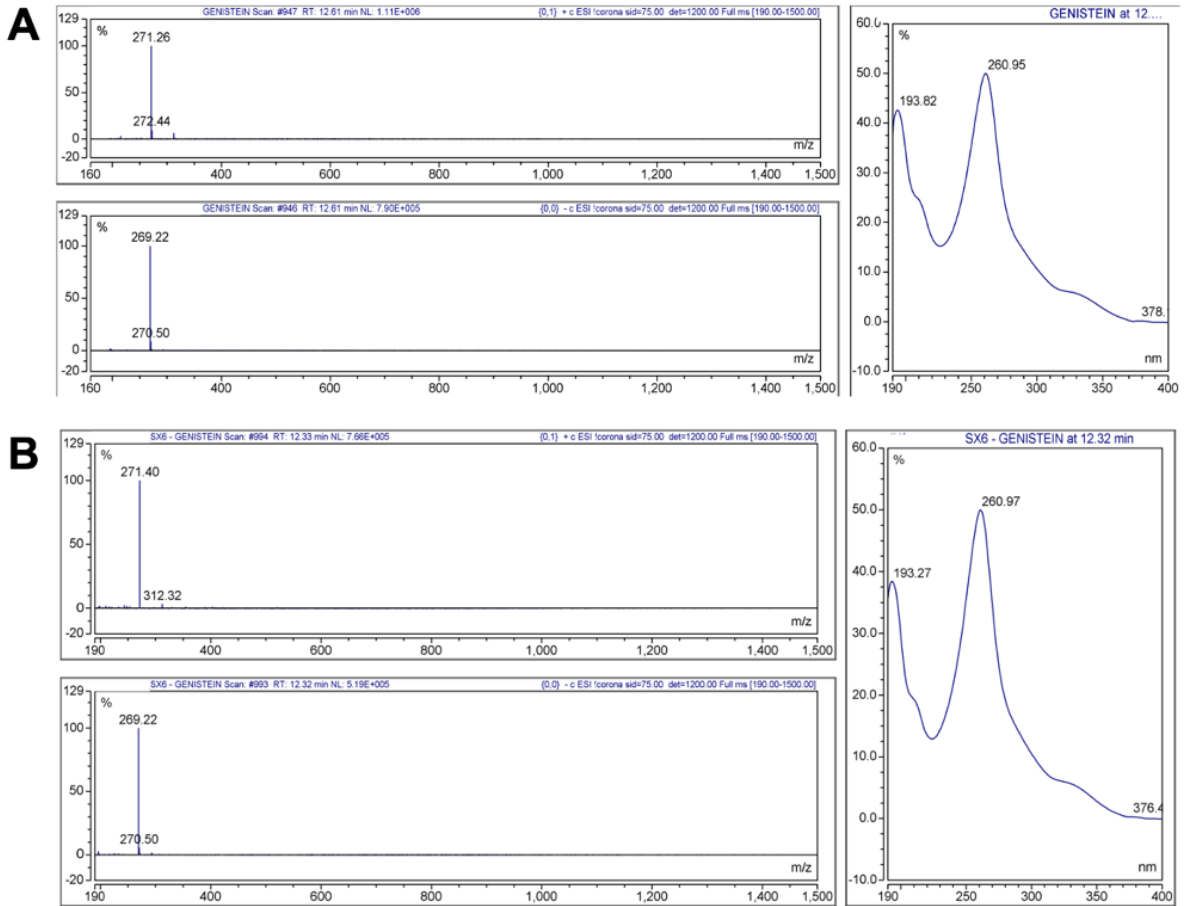 A
GENISTEIN Scan: #947 RT: 12.61 min NL: 1.11E+006 {0,1} + c ESI !corona sid=75.00 det=1200.00 Full ms [190.00-1500.00]
129
%
100
50
0
-20
271.26
272.44
m/z
160 400 600 800 1,000 1,200 1,400 1,500
GENISTEIN Scan: #946 RT: 12.61 min NL: 7.90E+005 {0,0} - c ESI !corona sid=75.00 det=1200.00 Full ms [190.00-1500.00]
129
%
100
50
0
-20
269.22
270.50
m/z
160 400 600 800 1,000 1,200 1,400 1,500
GENISTEIN at 12....
60.0
%
50.0
40.0
30.0
20.0
10.0
0.0
-10.0
193.82
260.95
378.
nm
190 250 300 350 400
B
SX6 - GENISTEIN Scan: #994 RT: 12.33 min NL: 7.66E+005 {0,1} + c ESI !corona sid=75.00 det=1200.00 Full ms [190.00-1500.00]
129
%
100
50
0
-20
271.40
312.32
m/z
190 400 600 800 1,000 1,200 1,400 1,500
SX6 - GENISTEIN Scan: #993 RT: 12.32 min NL: 5.19E+005 {0,0} - c ESI !corona sid=75.00 det=1200.00 Full ms [190.00-1500.00]
129
%
100
50
0
-20
269.22
270.50
m/z
190 400 600 800 1,000 1,200 1,400 1,500
SX6 - GENISTEIN at 12.32 min
60.0
%
50.0
40.0
30.0
20.0
10.0
0.0
-10.0
193.27
260.97
376.4
nm
190 250 300 350 400